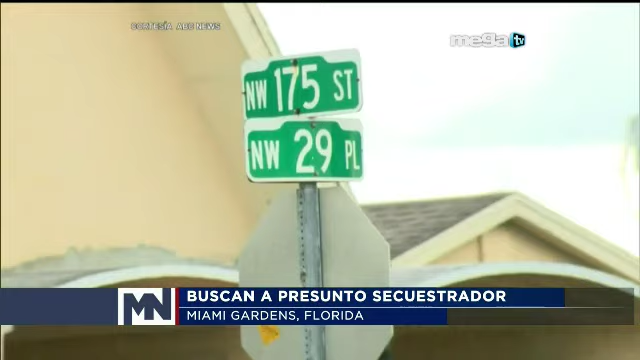 CORTESÍA ABC NEWS
mega tv
NW 175 ST
NW 29 PL
MN
BUSCAN A PRESUNTO SECUESTRADOR
MIAMI GARDENS, FLORIDA